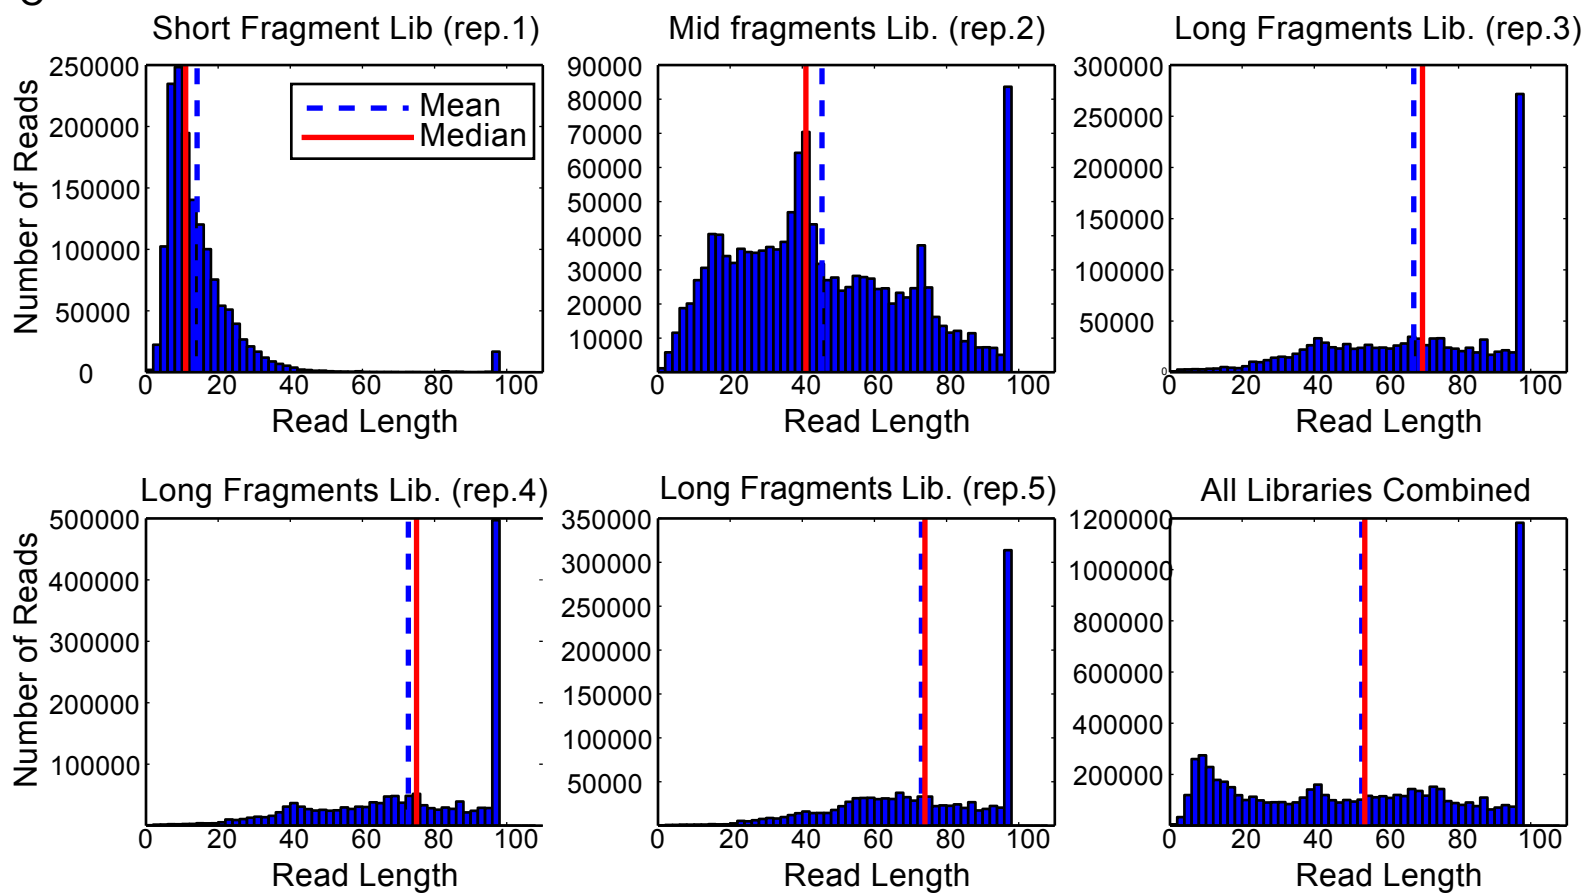 Short Fragment Lib (rep.1)
250000
200000
150000
100000
50000
0
Number of Reads
Mean
Median
0 20 40 60 80 100
Read Length
Mid fragments Lib. (rep.2)
90000
80000
70000
60000
50000
40000
30000
20000
10000
0 20 40 60 80 100
Read Length
Long Fragments Lib. (rep.3)
300000
250000
200000
150000
100000
50000
0
0 20 40 60 80 100
Read Length
Long Fragments Lib. (rep.4)
500000
400000
300000
200000
100000
Number of Reads
0 20 40 60 80 100
Read Length
Long Fragments Lib. (rep.5)
350000
300000
250000
200000
150000
100000
50000
0 20 40 60 80 100
Read Length
All Libraries Combined
1200000
1000000
800000
600000
400000
200000
0 20 40 60 80 100
Read Length